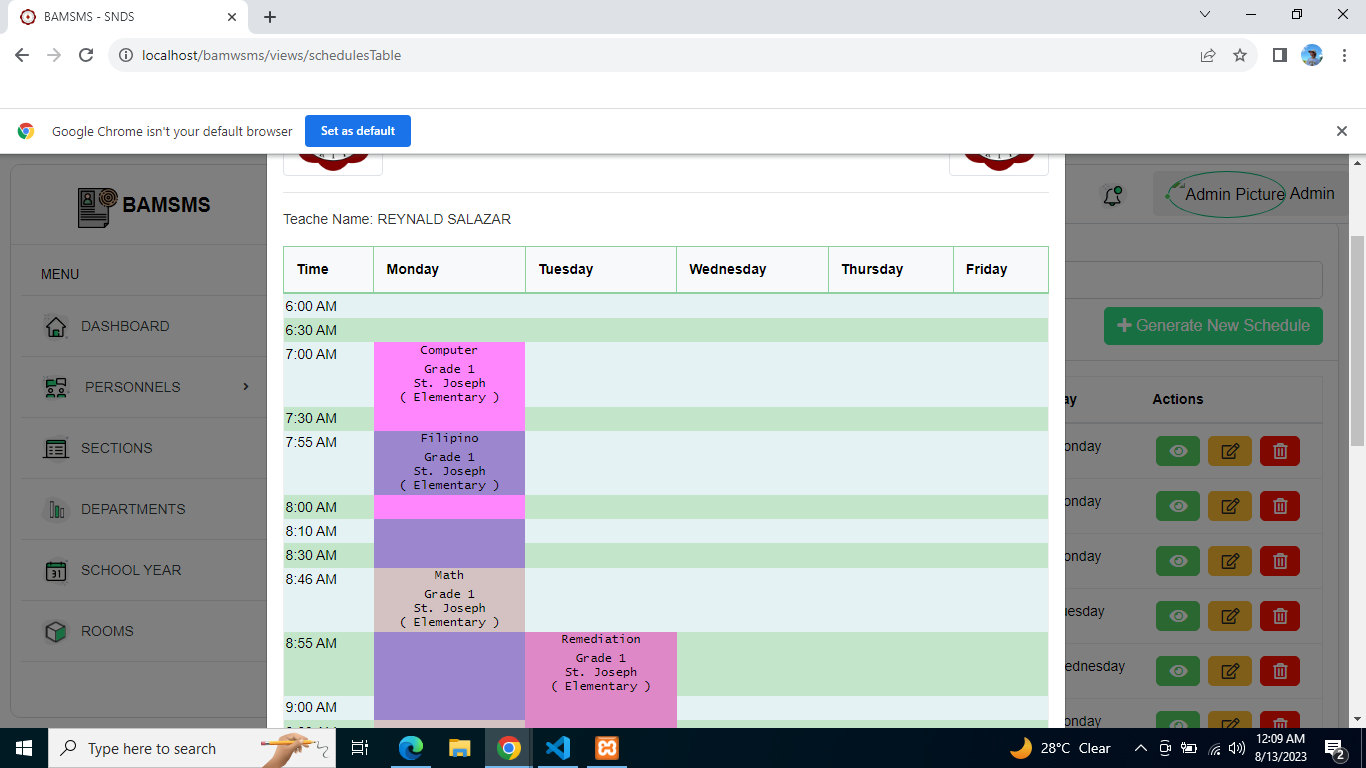 BAMSMS - SNDS
localhost/bamwsms/views/schedulesTable
Google Chrome isn't your default browser
Set as default
BAMSMS
Admin Picture Admin
Teache Name: REYNALD SALAZAR
MENU
DASHBOARD
PERSONNELS
SECTIONS
DEPARTMENTS
SCHOOL YEAR
31
ROOMS
Generate New Schedule
Time Monday Tuesday Wednesday Thursday Friday
6:00 AM
6:30 AM
7:00 AM Computer
Grade 1
St. Joseph
( Elementary )
7:30 AM
7:55 AM Filipino
Grade 1
St. Joseph
( Elementary )
8:00 AM
8:10 AM
8:30 AM
8:46 AM Math
Grade 1
St. Joseph
( Elementary )
8:55 AM Remediation
Grade 1
St. Joseph
( Elementary )
9:00 AM
ay Actions
onday
onday
onday
uesday
ednesday
onday
Type here to search
28°C Clear
12:09 AM
8/13/2023
2